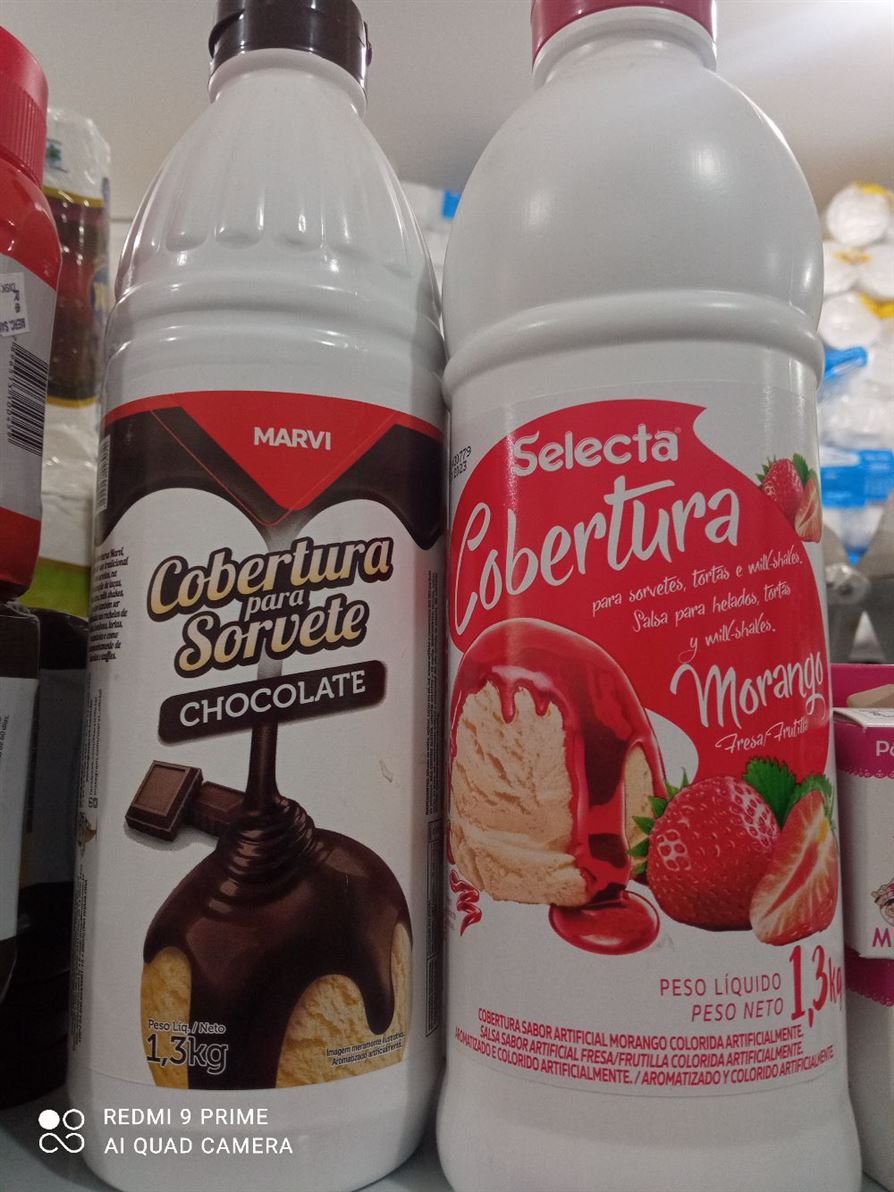 MARVI
Cobertura
para
Sorvete
CHOCOLATE
Peso Líq./Neto
1,3kg
Imagem meramente ilustrativa.
Aromatizado artificialmente.
Selecta
Cobertura
para sorvetes, tortas e milk-shakes.
Salsa para helados, tortas
y milk-shakes.
Morango
Fresa/Frutilla
PESO LÍQUIDO
PESO NETO
1,3kg
COBERTURA SABOR ARTIFICIAL MORANGO COLORIDA ARTIFICIALMENTE.
SALSA SABOR ARTIFICIAL FRESA/FRUTILLA COLORIDA ARTIFICIALMENTE.
AROMATIZADO E COLORIDO ARTIFICIALMENTE. / AROMATIZADO Y COLORIDO ARTIFICIALMENTE.
REDMI 9 PRIME
AI QUAD CAMERA